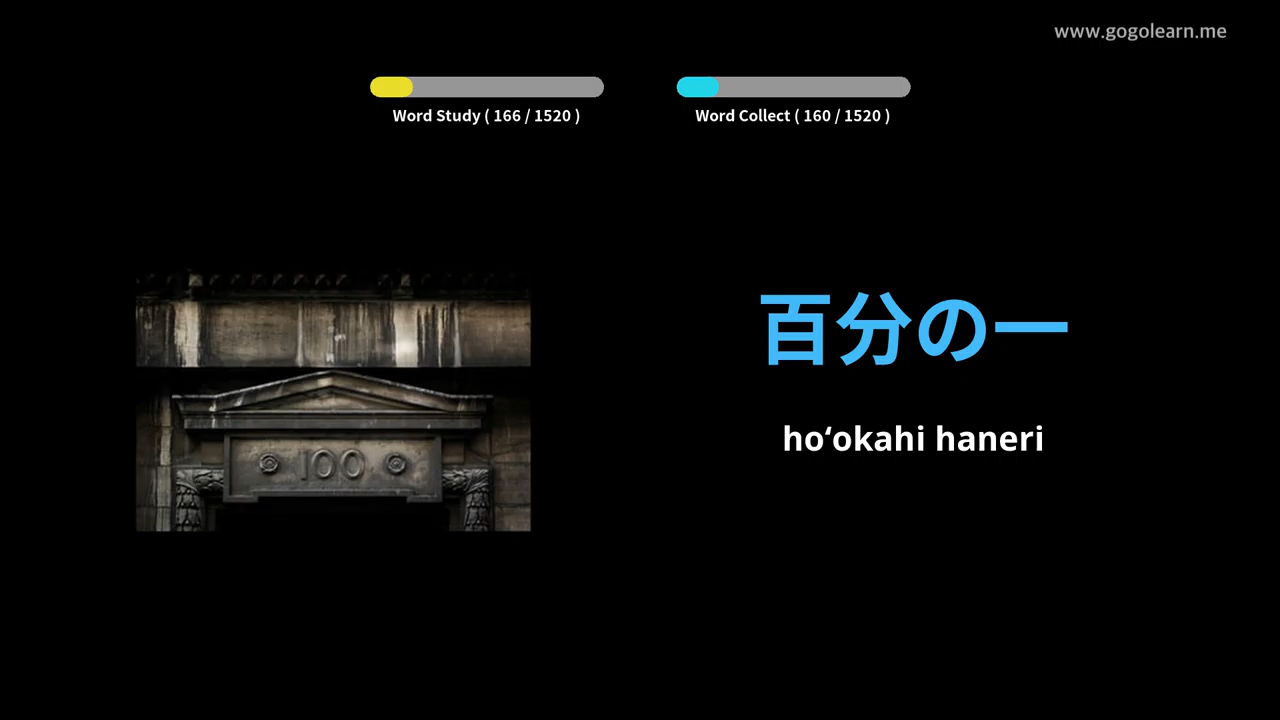 www.gogolearn.me
Word Study ( 166 / 1520 )
Word Collect ( 160 / 1520 )
百分の一
hoʻokahi haneri
100